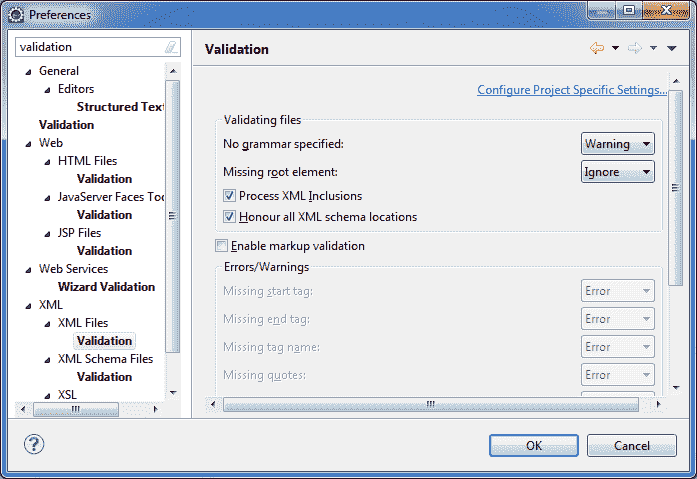 Preferences
validation
General
Editors
Structured Text
Validation
Web
HTML Files
Validation
JavaServer Faces Too
Validation
JSP Files
Validation
Web Services
Wizard Validation
XML
XML Files
Validation
XML Schema Files
Validation
XSL
Validation
Configure Project Specific Settings...
Validating files
No grammar specified: Warning
Missing root element: Ignore
Process XML Inclusions
Honour all XML schema locations
Enable markup validation
Errors/Warnings
Missing start tag: Error
Missing end tag: Error
Missing tag name: Error
Missing quotes: Error
? OK Cancel